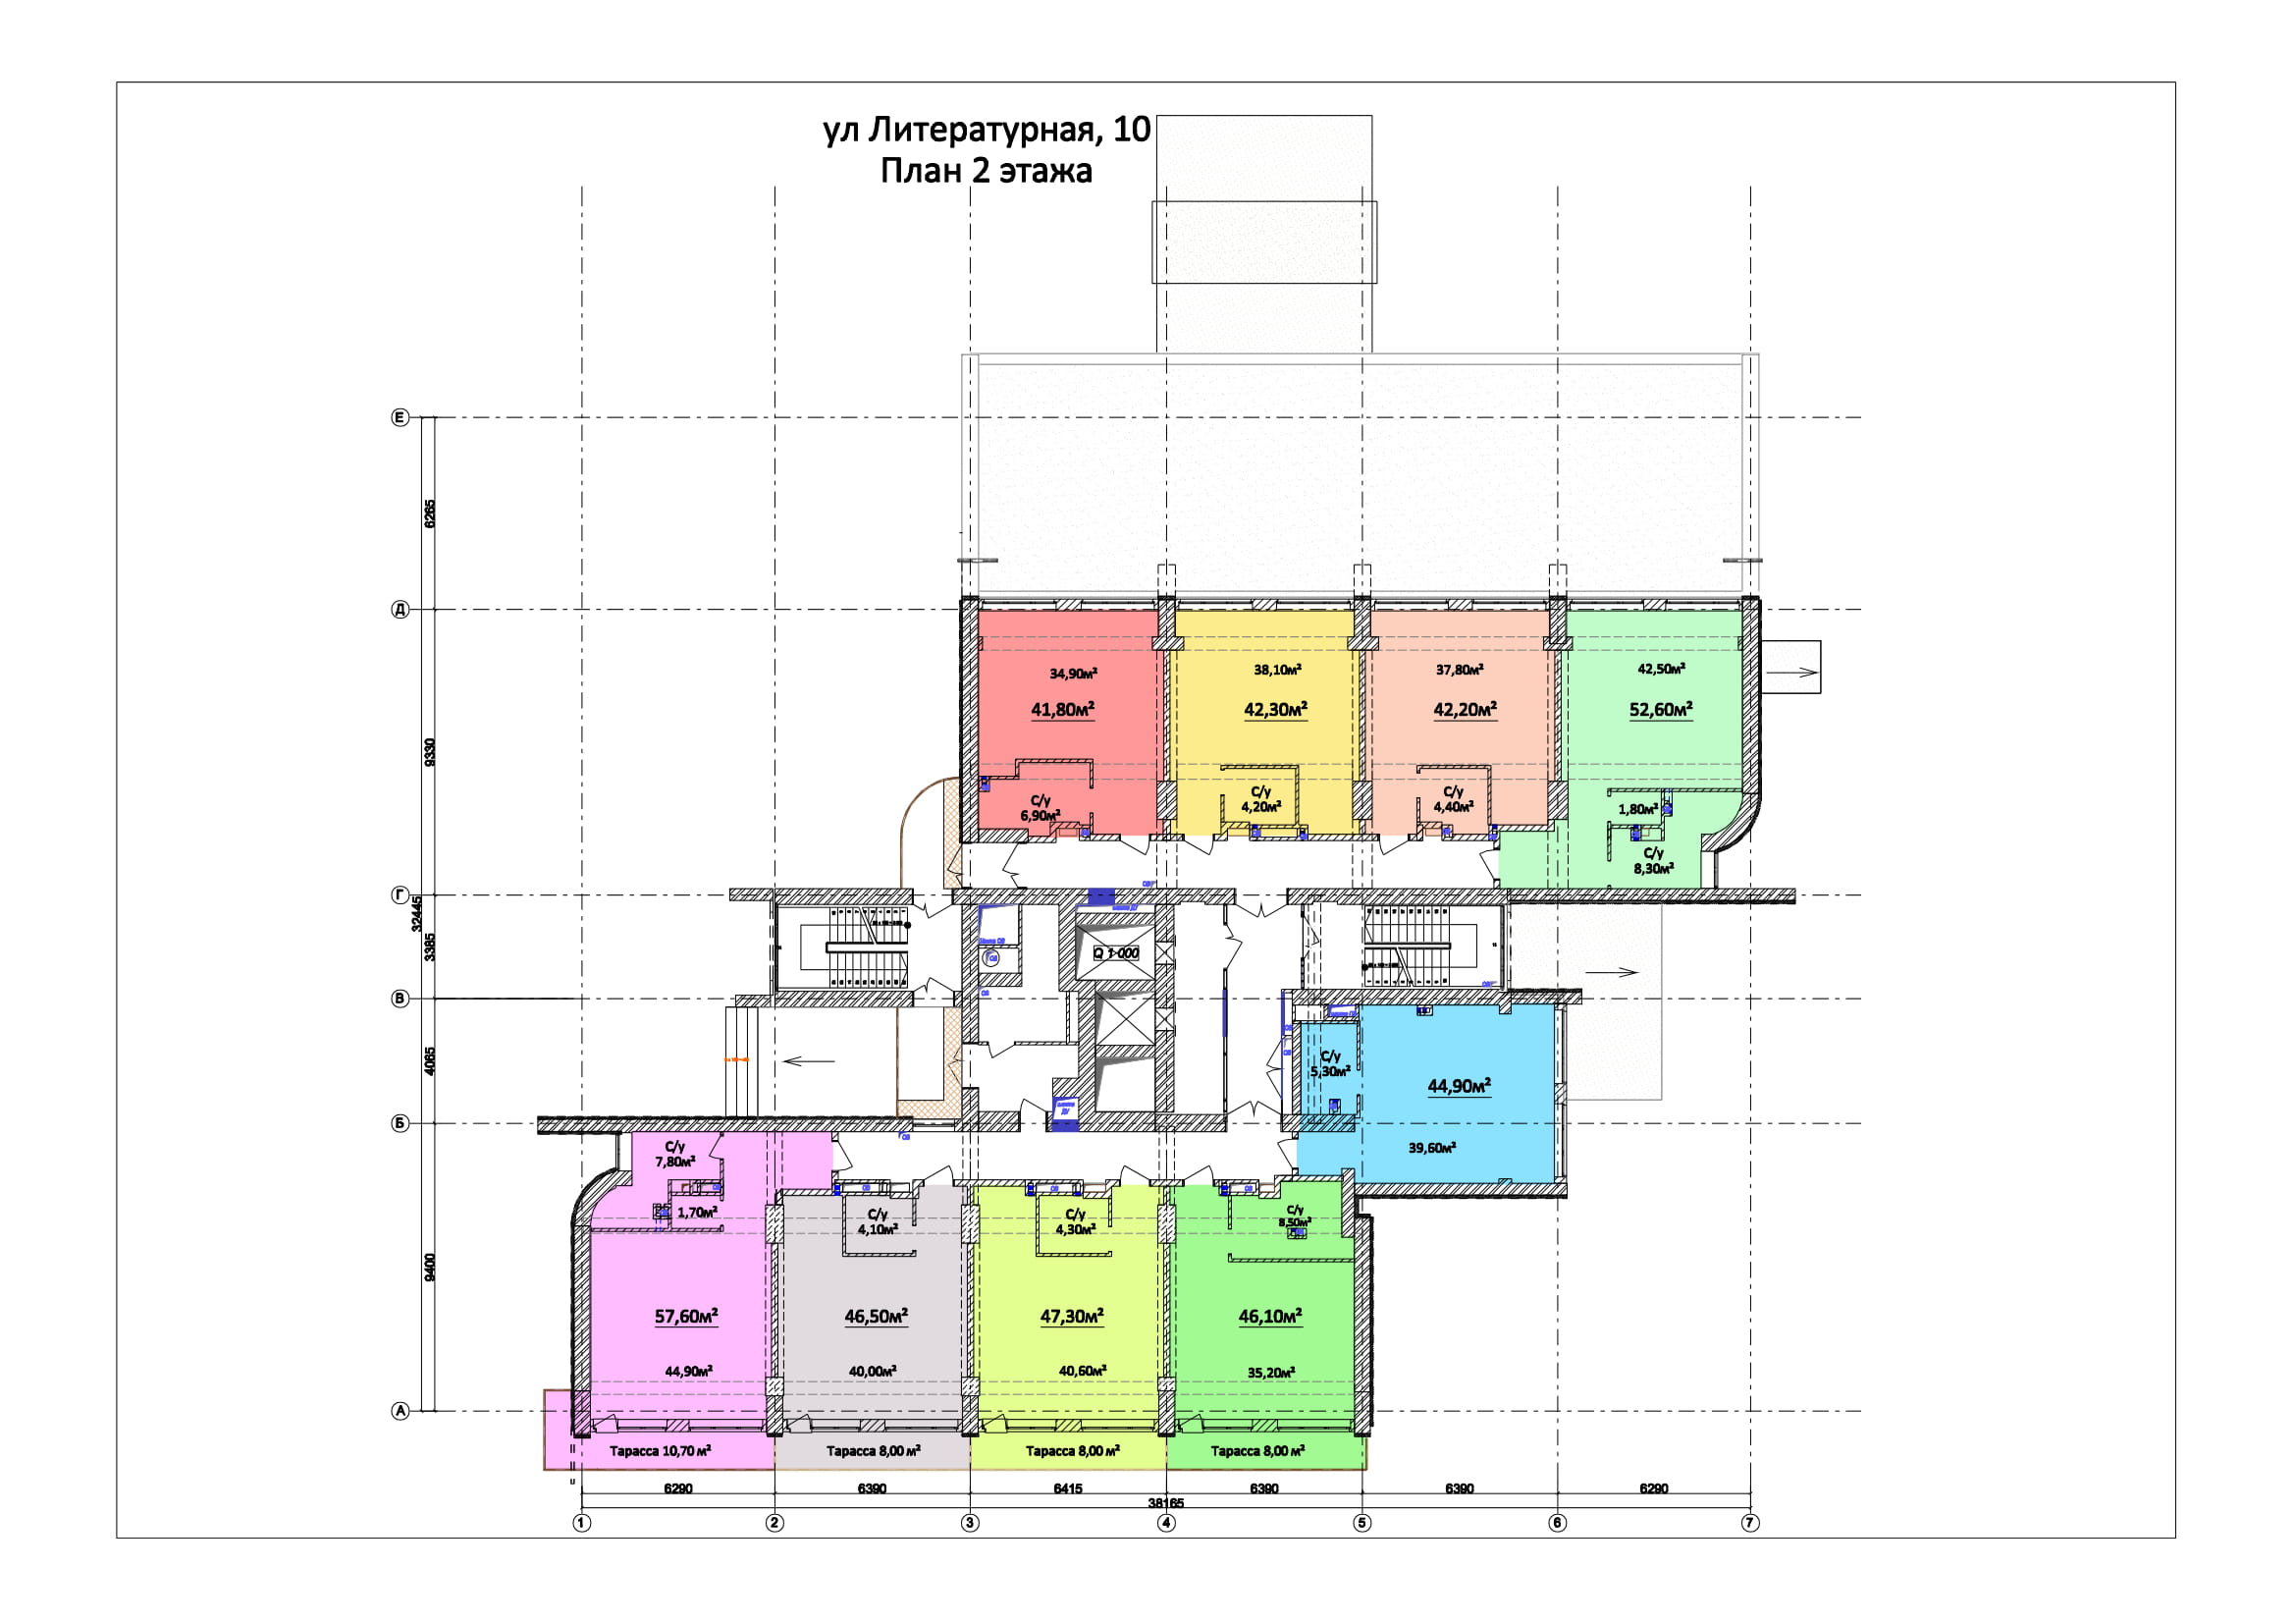 ул Литературная, 10
План 2 этажа
Е
6265
Д
34,90м²
41,80м²
38,10м²
42,30м²
37,80м²
42,20м²
42,50м²
52,60м²
9330
С/у
6,90м²
С/у
4,20м²
С/у
4,40м²
1,80м²
С/у
8,30м²
Г
32445
3385
Q 1 000
В
4065
С/у
5,30м²
44,90м²
39,60м²
Б
С/у
7,80м²
1,70м²
С/у
4,10м²
С/у
4,30м²
С/у
8,50м²
9400
57,60м²
46,50м²
47,30м²
46,10м²
44,90м²
40,00м²
40,60м²
35,20м²
А
Тарасса 10,70 м²
Тарасса 8,00 м²
Тарасса 8,00 м²
Тарасса 8,00 м²
6290
6390
6415
6390
6390
6290
38165
1
2
3
4
5
6
7